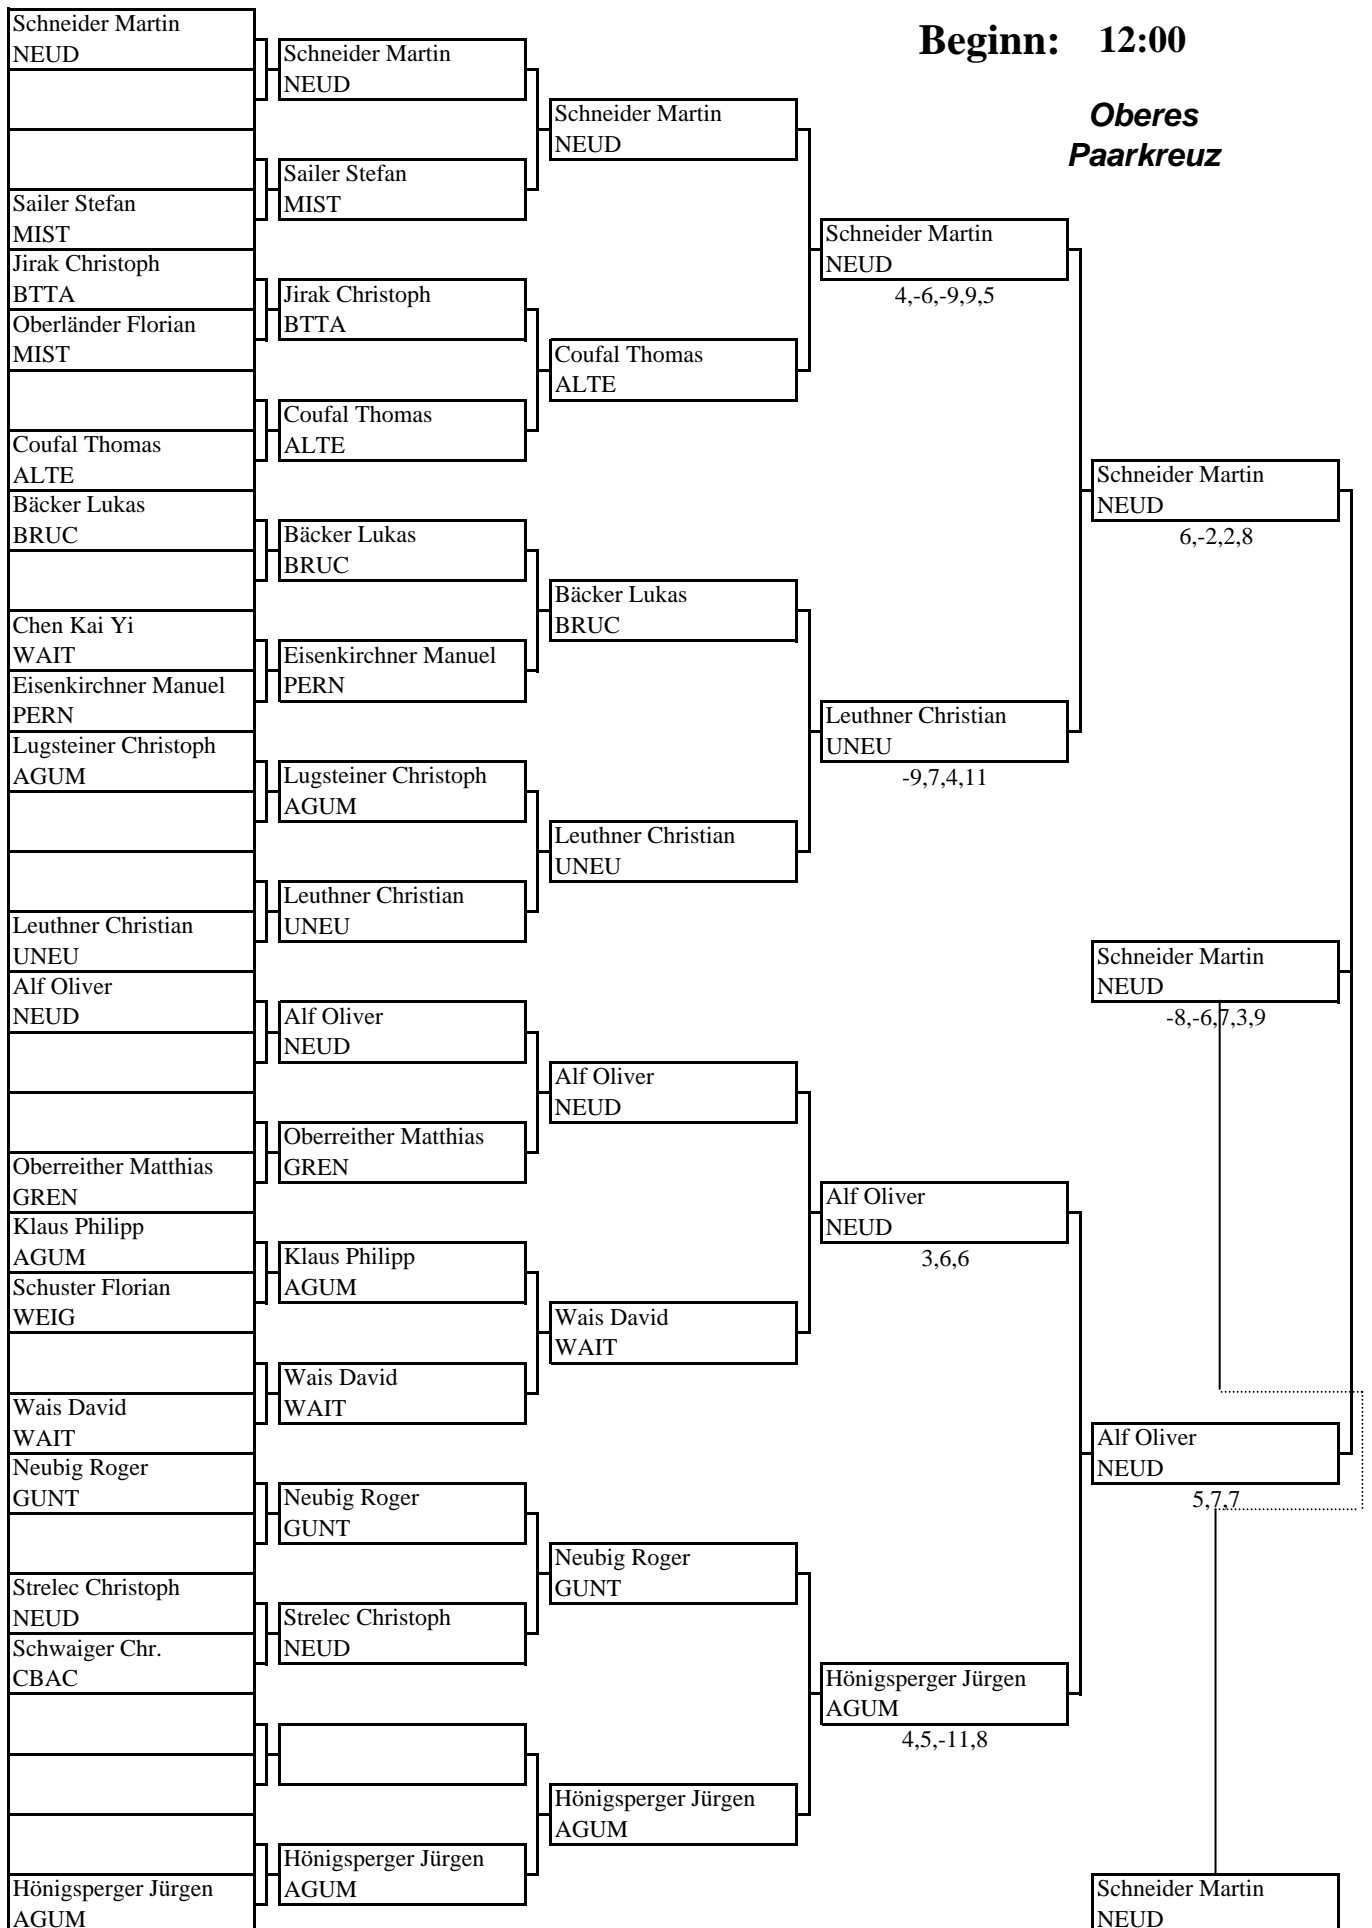 Beginn: 12:00
Oberes
Paarkreuz
Schneider Martin
NEUD
Sailer Stefan
MIST
Jirak Christoph
BTTA
Oberländer Florian
MIST
Coufal Thomas
ALTE
Bäcker Lukas
BRUC
Chen Kai Yi
WAIT
Eisenkirchner Manuel
PERN
Lugsteiner Christoph
AGUM
Leuthner Christian
UNEU
Alf Oliver
NEUD
Oberreither Matthias
GREN
Klaus Philipp
AGUM
Schuster Florian
WEIG
Wais David
WAIT
Neubig Roger
GUNT
Strelec Christoph
NEUD
Schwaiger Chr.
CBAC
Hönigsperger Jürgen
AGUM
Schneider Martin
NEUD
Sailer Stefan
MIST
Jirak Christoph
BTTA
Coufal Thomas
ALTE
Bäcker Lukas
BRUC
Eisenkirchner Manuel
PERN
Lugsteiner Christoph
AGUM
Leuthner Christian
UNEU
Alf Oliver
NEUD
Oberreither Matthias
GREN
Klaus Philipp
AGUM
Wais David
WAIT
Neubig Roger
GUNT
Strelec Christoph
NEUD
Hönigsperger Jürgen
AGUM
Schneider Martin
NEUD
Coufal Thomas
ALTE
Bäcker Lukas
BRUC
Leuthner Christian
UNEU
Alf Oliver
NEUD
Wais David
WAIT
Neubig Roger
GUNT
Hönigsperger Jürgen
AGUM
Schneider Martin
NEUD
4,-6,-9,9,5
Leuthner Christian
UNEU
-9,7,4,11
Alf Oliver
NEUD
3,6,6
Hönigsperger Jürgen
AGUM
4,5,-11,8
Schneider Martin
NEUD
6,-2,2,8
Schneider Martin
NEUD
-8,-6,7,3,9
Alf Oliver
NEUD
5,7,7
Schneider Martin
NEUD